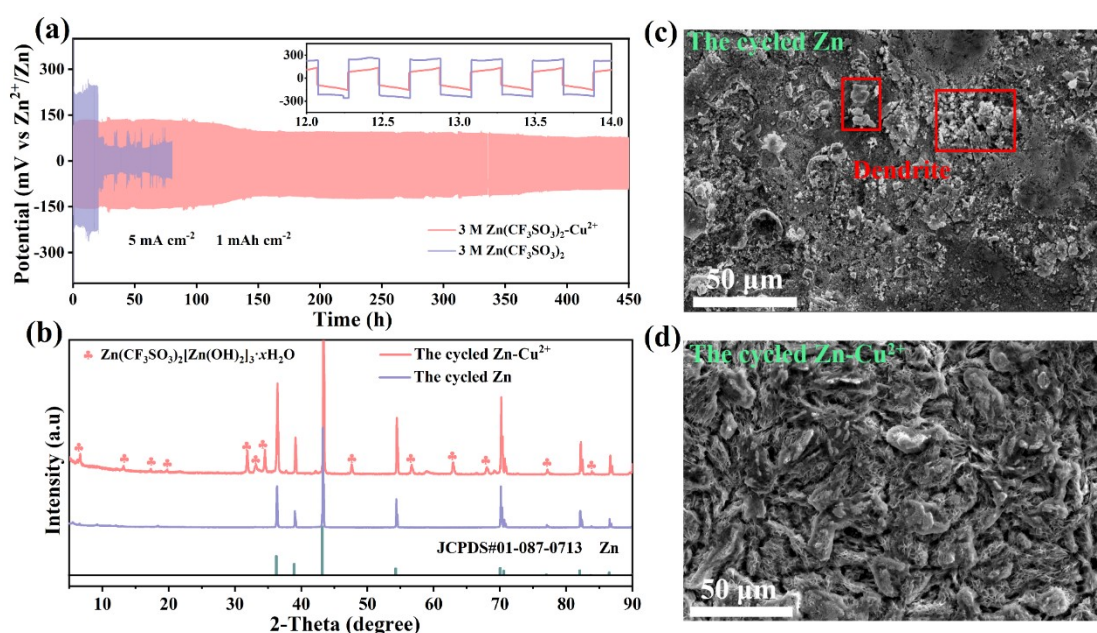 (a)
Potential (mV vs Zn²⁺/Zn)
300
150
0
-150
-300
300
0
-300
12.0 12.5 13.0 13.5 14.0
5 mA cm⁻² 1 mAh cm⁻²
3 M Zn(CF₃SO₃)₂-Cu²⁺
3 M Zn(CF₃SO₃)₂
0 50 100 150 200 250 300 350 400 450
Time (h)
(b)
Intensity (a.u)
♣ Zn(CF₃SO₃)₂[Zn(OH)₂]₃·xH₂O
The cycled Zn-Cu²⁺
The cycled Zn
JCPDS#01-087-0713 Zn
10 20 30 40 50 60 70 80 90
2-Theta (degree)
(c)
The cycled Zn
Dendrite
50 μm
(d)
The cycled Zn-Cu²⁺
50 μm